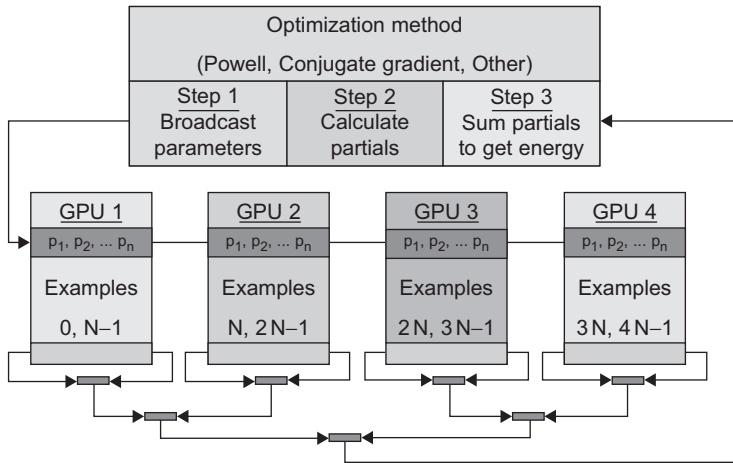 Optimization method
(Powell, Conjugate gradient, Other)
Step 1
Broadcast
parameters
Step 2
Calculate
partials
Step 3
Sum partials
to get energy
GPU 1
p₁, p₂, ... pₙ
Examples
0, N–1
GPU 2
p₁, p₂, ... pₙ
Examples
N, 2N–1
GPU 3
p₁, p₂, ... pₙ
Examples
2N, 3N–1
GPU 4
p₁, p₂, ... pₙ
Examples
3N, 4N–1